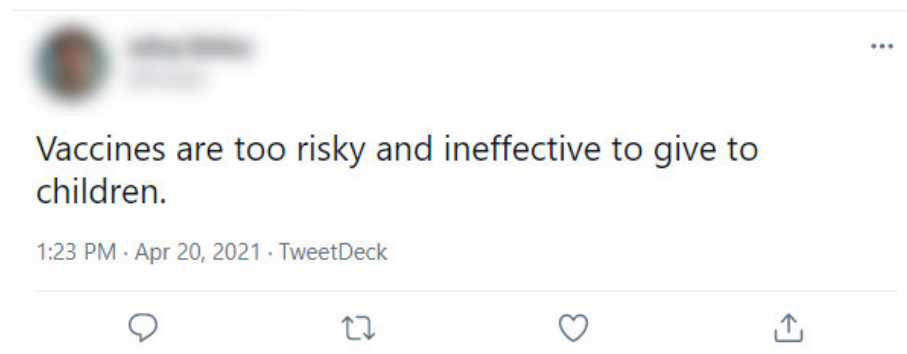 Vaccines are too risky and ineffective to give to
children.
1:23 PM · Apr 20, 2021 · TweetDeck